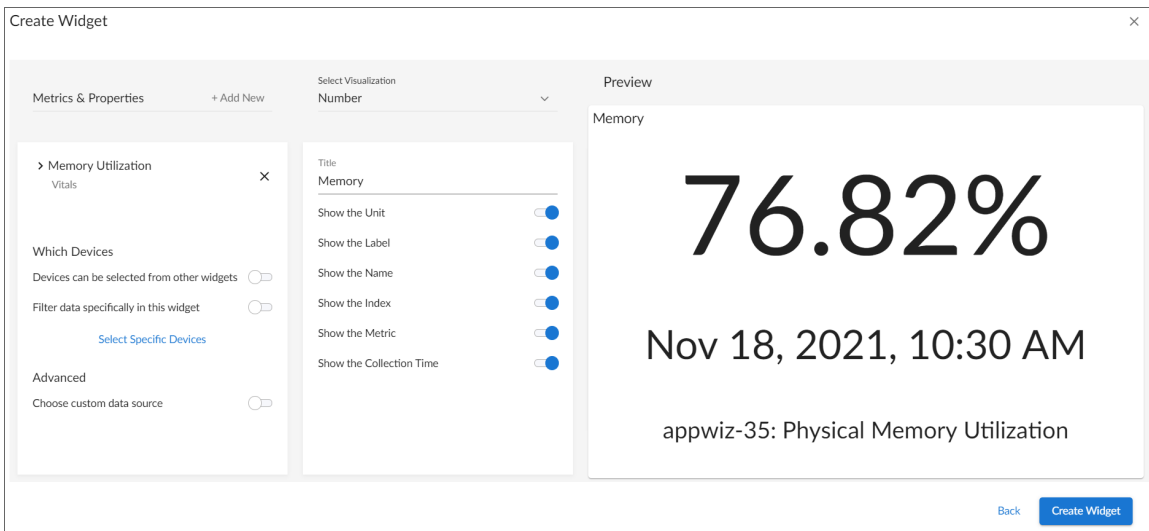 Create Widget
Metrics & Properties
+ Add New
Select Visualization
Number
Preview
Memory Utilization
Vitals
Which Devices
Devices can be selected from other widgets
Filter data specifically in this widget
Select Specific Devices
Advanced
Choose custom data source
Title
Memory
Show the Unit
Show the Label
Show the Name
Show the Index
Show the Metric
Show the Collection Time
Memory
76.82%
Nov 18, 2021, 10:30 AM
appwiz-35: Physical Memory Utilization
Back
Create Widget